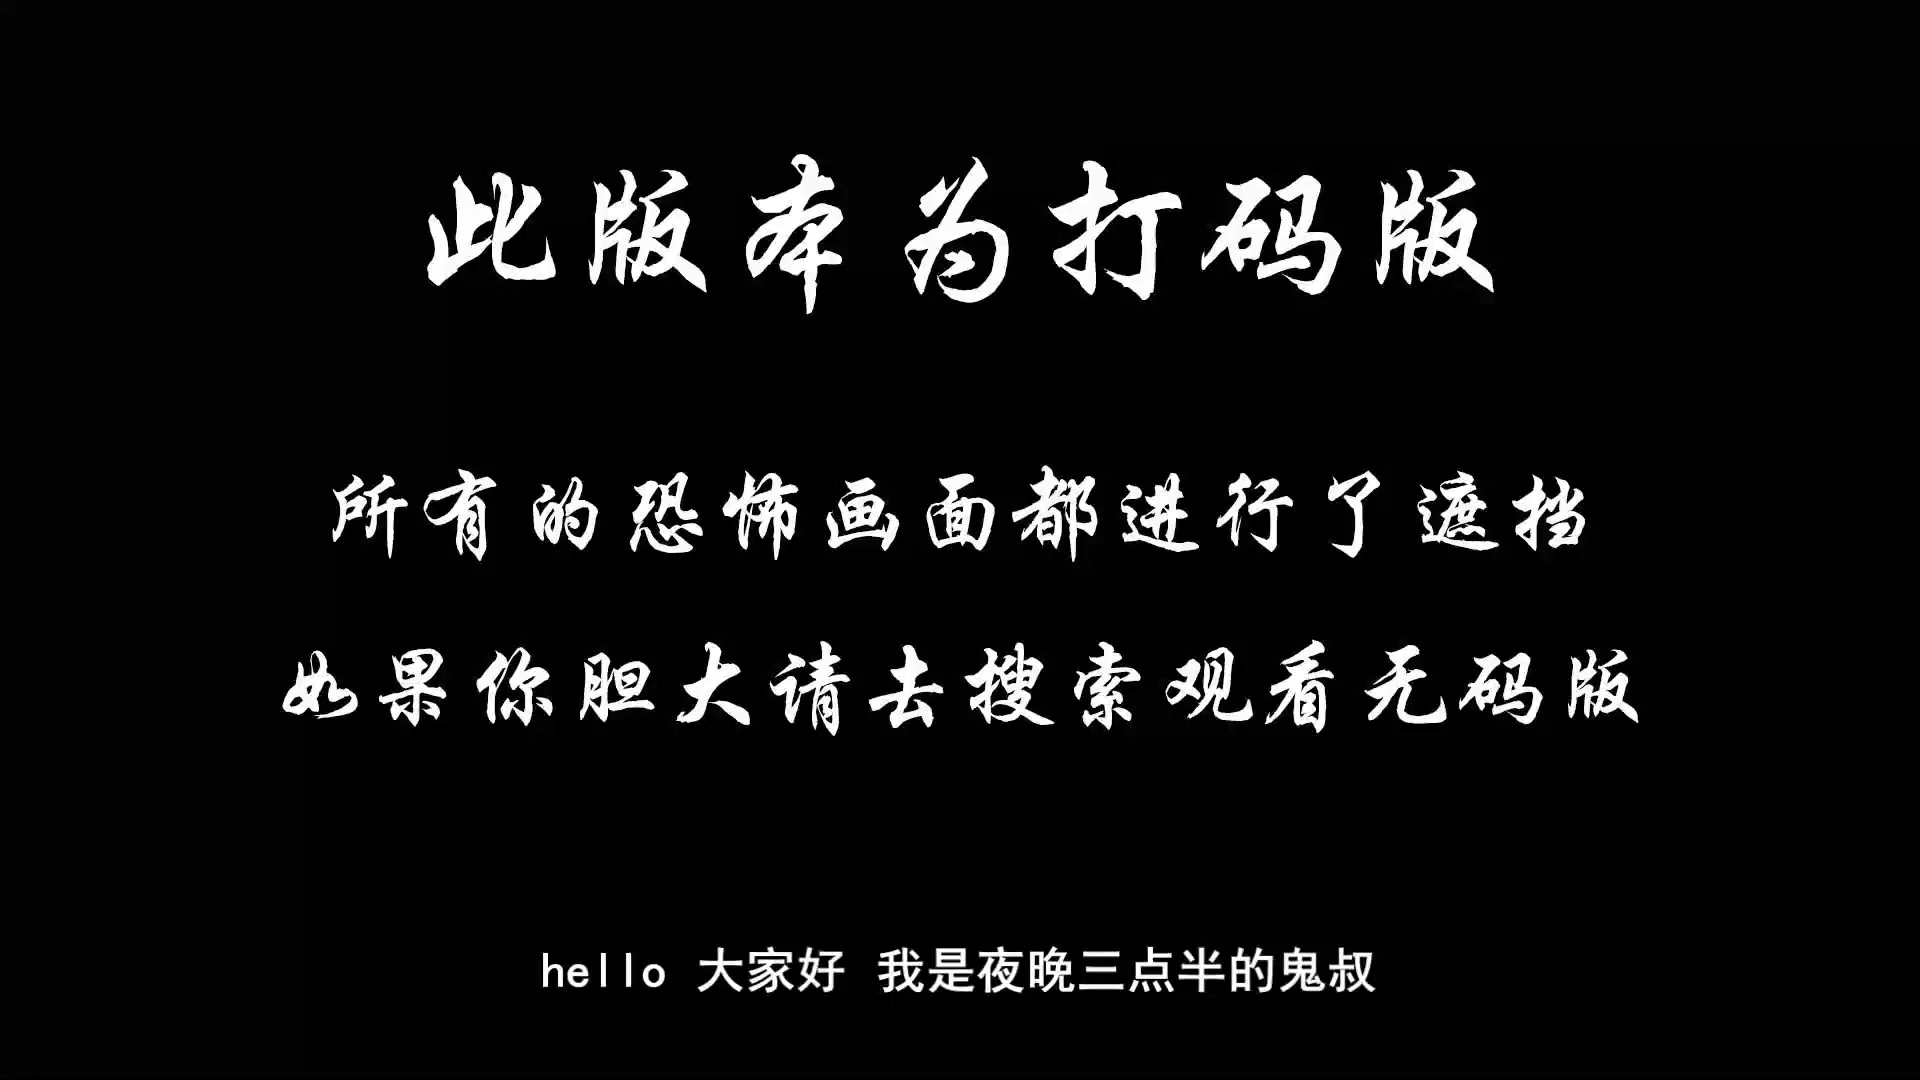 此版本为打码版
所有的恐怖画面都进行了遮挡
如果你胆大请去搜索观看无码版
hello 大家好 我是夜晚三点半的鬼叔